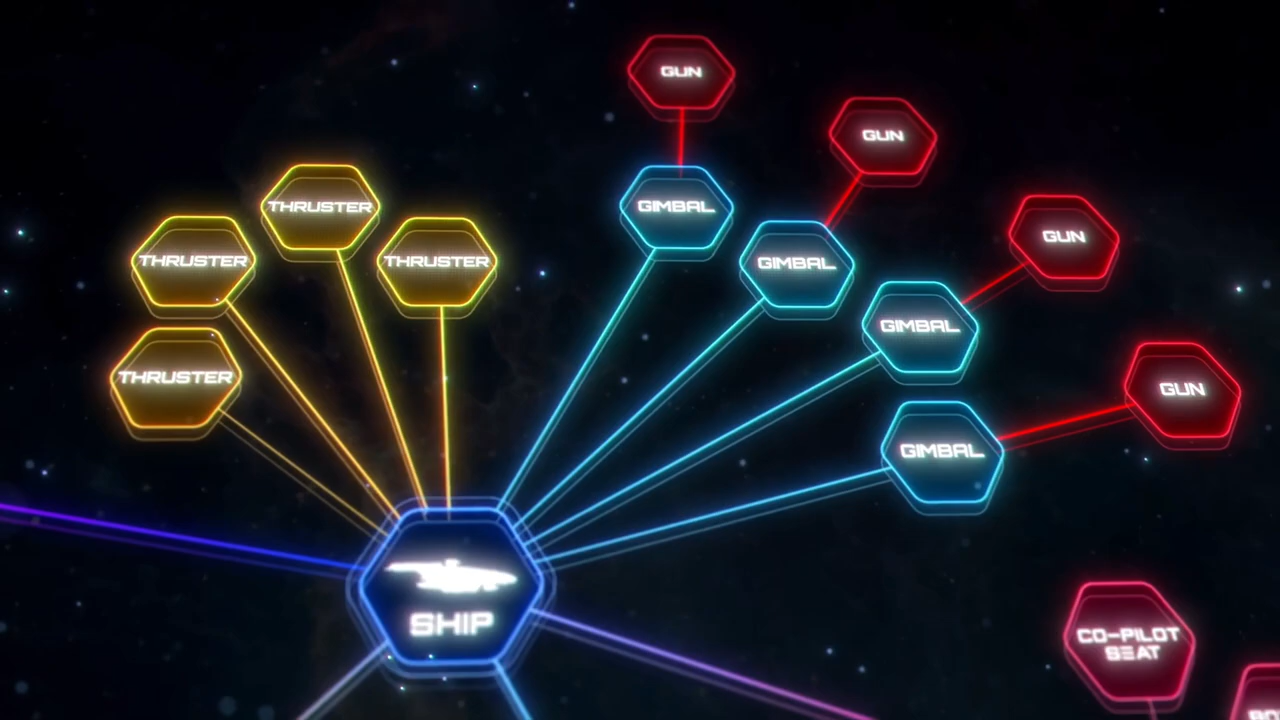 GUN
GUN
THRUSTER
GIMBAL
GUN
THRUSTER
THRUSTER
GIMBAL
GIMBAL
THRUSTER
GUN
GIMBAL
SHIP
CO-PILOT
SEAT